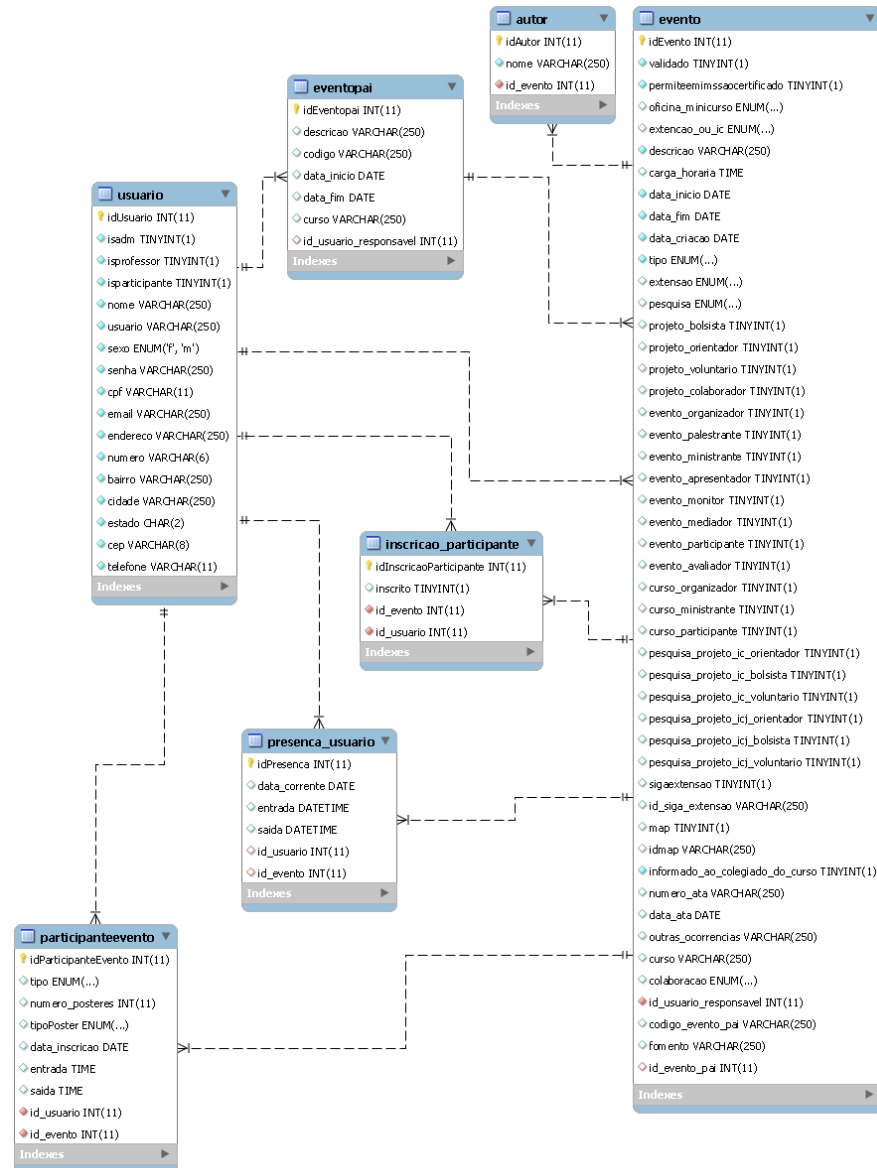 autor
idAutor INT(11)
nome VARCHAR(250)
id_evento INT(11)
Indexes
evento
idEvento INT(11)
validado TINYINT(1)
permiteemimssaocertificado TINYINT(1)
oficina_minicurso ENUM(...)
extencao_ou_ic ENUM(...)
descricao VARCHAR(250)
carga_horaria TIME
data_inicio DATE
data_fim DATE
data_criacao DATE
tipo ENUM(...)
extensao ENUM(...)
pesquisa ENUM(...)
projeto_bolsista TINYINT(1)
projeto_orientador TINYINT(1)
projeto_voluntario TINYINT(1)
projeto_colaborador TINYINT(1)
evento_organizador TINYINT(1)
evento_palestrante TINYINT(1)
evento_ministrante TINYINT(1)
evento_apresentador TINYINT(1)
evento_monitor TINYINT(1)
evento_mediador TINYINT(1)
evento_participante TINYINT(1)
evento_avaliador TINYINT(1)
curso_organizador TINYINT(1)
curso_ministrante TINYINT(1)
curso_participante TINYINT(1)
pesquisa_projeto_ic_orientador TINYINT(1)
pesquisa_projeto_ic_bolsista TINYINT(1)
pesquisa_projeto_ic_voluntario TINYINT(1)
pesquisa_projeto_icj_orientador TINYINT(1)
pesquisa_projeto_icj_bolsista TINYINT(1)
pesquisa_projeto_icj_voluntario TINYINT(1)
sigaextensao TINYINT(1)
id_siga_extensao VARCHAR(250)
map TINYINT(1)
idmap VARCHAR(250)
informado_ao_colegiado_do_curso TINYINT(1)
numero_ata VARCHAR(250)
data_ata DATE
outras_ocorrencias VARCHAR(250)
curso VARCHAR(250)
colaboracao ENUM(...)
id_usuario_responsavel INT(11)
codigo_evento_pai VARCHAR(250)
fomento VARCHAR(250)
id_evento_pai INT(11)
Indexes
eventopai
idEventopai INT(11)
descricao VARCHAR(250)
codigo VARCHAR(250)
data_inicio DATE
data_fim DATE
curso VARCHAR(250)
id_usuario_responsavel INT(11)
Indexes
usuario
idUsuario INT(11)
isadm TINYINT(1)
isprofessor TINYINT(1)
isparticipante TINYINT(1)
nome VARCHAR(250)
usuario VARCHAR(250)
sexo ENUM('f', 'm')
senha VARCHAR(250)
cpf VARCHAR(11)
email VARCHAR(250)
endereco VARCHAR(250)
numero VARCHAR(6)
bairro VARCHAR(250)
cidade VARCHAR(250)
estado CHAR(2)
cep VARCHAR(8)
telefone VARCHAR(11)
Indexes
inscricao_participante
idInscricaoParticipante INT(11)
inscrito TINYINT(1)
id_evento INT(11)
id_usuario INT(11)
Indexes
presenca_usuario
idPresenca INT(11)
data_corrente DATE
entrada DATETIME
saida DATETIME
id_usuario INT(11)
id_evento INT(11)
Indexes
participanteevento
idParticipanteEvento INT(11)
tipo ENUM(...)
numero_posteres INT(11)
tipoPoster ENUM(...)
data_inscricao DATE
entrada TIME
saida TIME
id_usuario INT(11)
id_evento INT(11)
Indexes